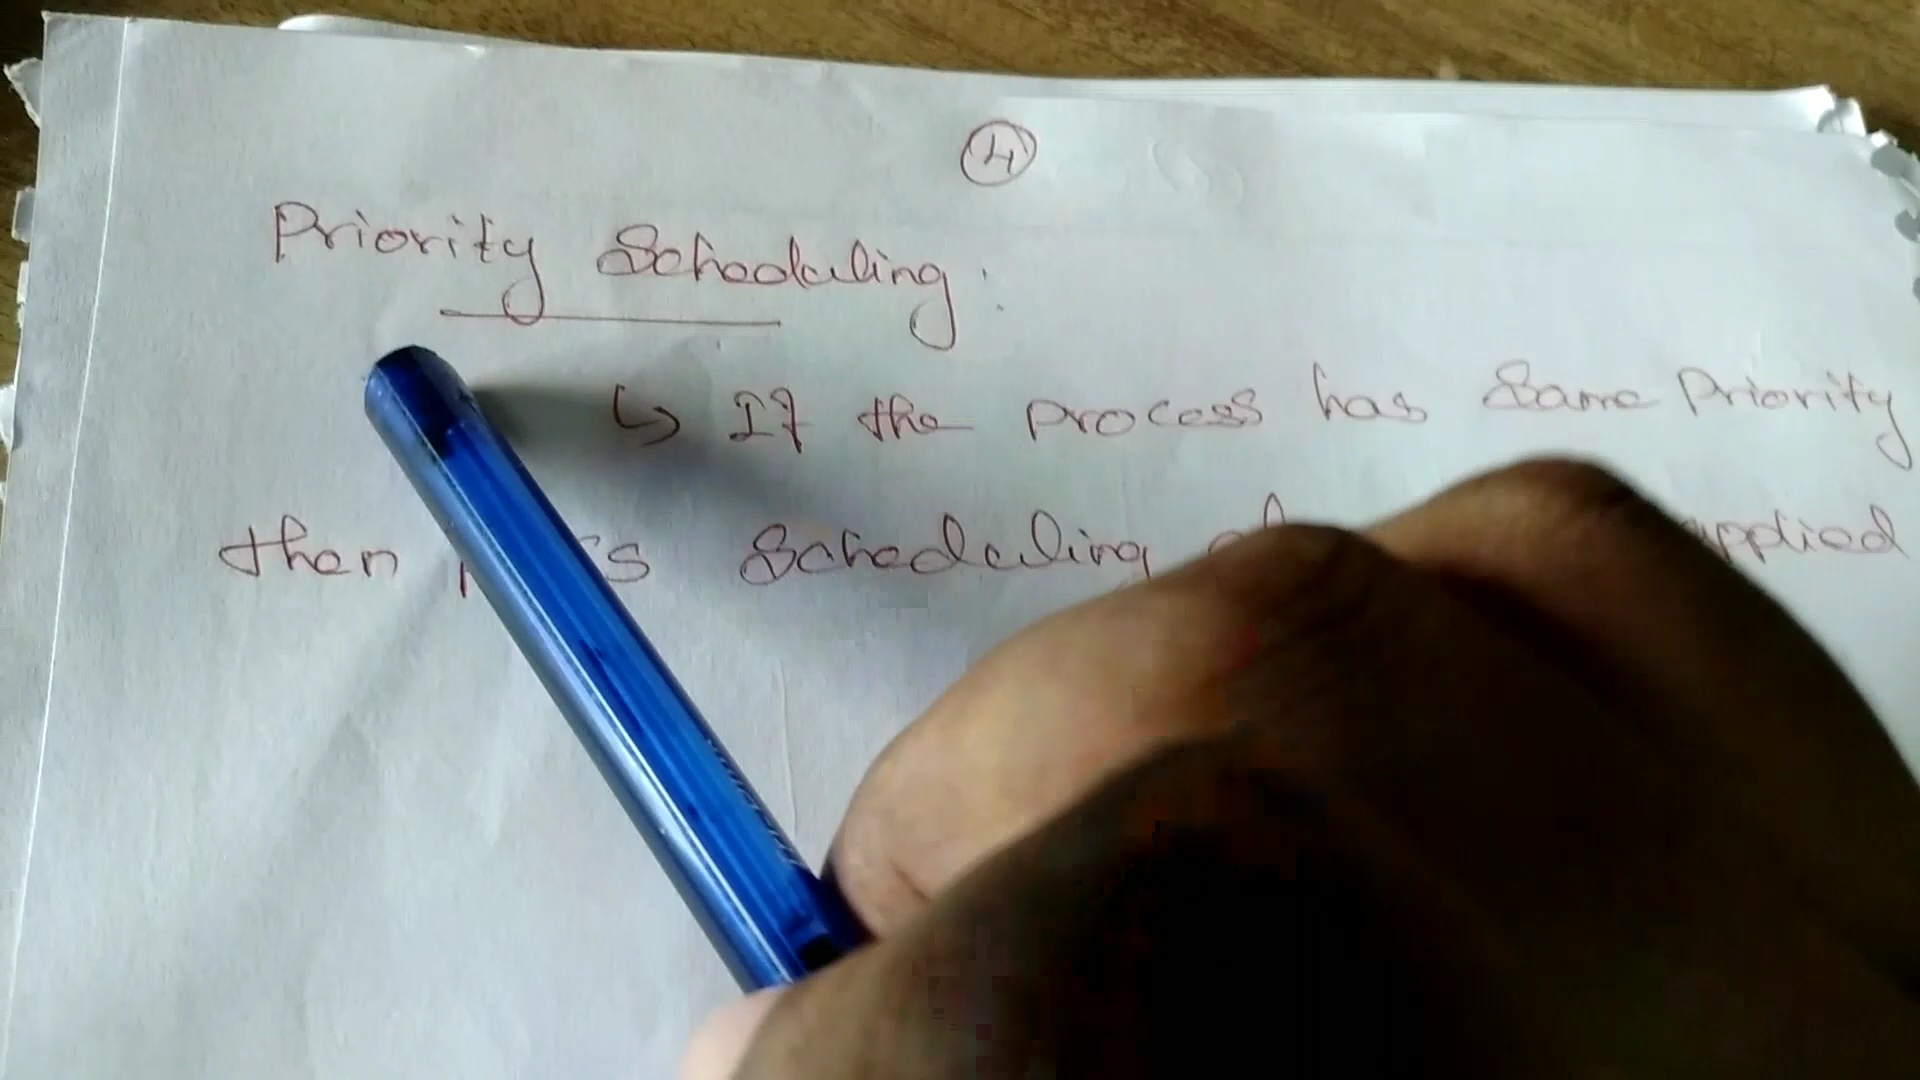 4
Priority Scheduling:
↳ If the process has Same Priority
then Scheduling applied